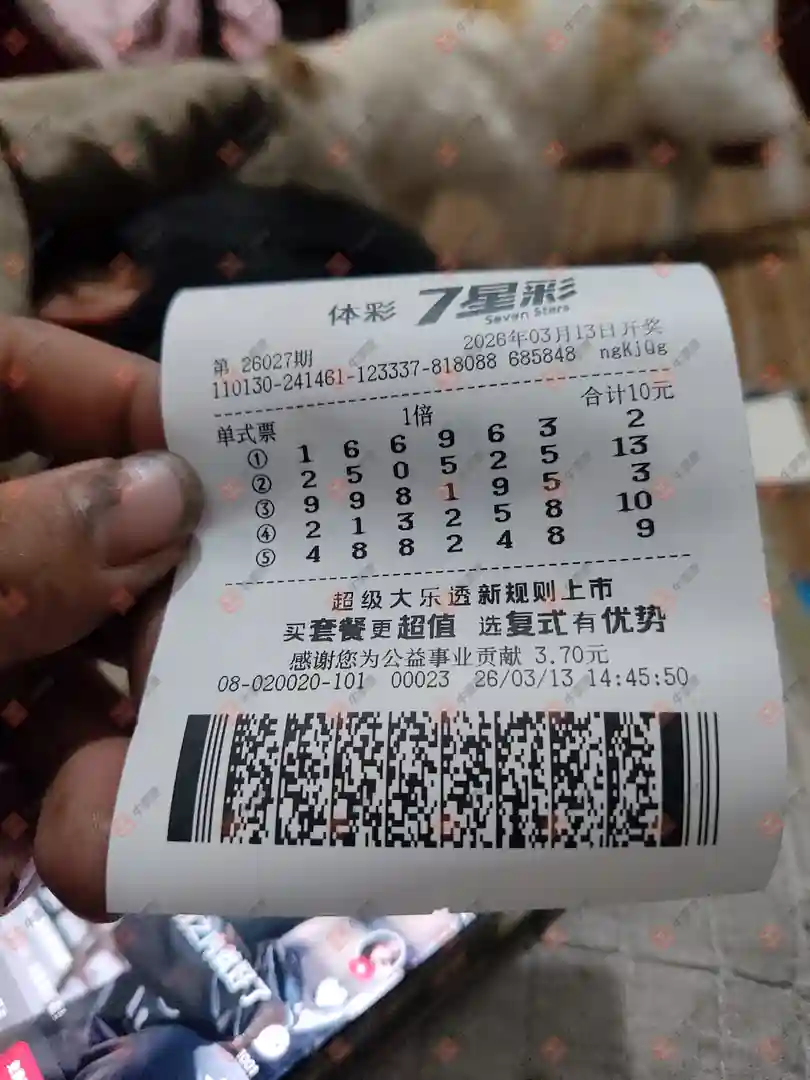 体彩 7星彩
Seven Stars
第 26027期 2026年03月13日开奖
110130-241461-123337-818088 685848 ngKjQg
单式票 1倍 合计10元
① 1 6 6 9 6 3 2
② 2 5 0 5 2 5 13
③ 9 9 8 1 9 5 3
④ 2 1 3 2 5 8 10
⑤ 4 8 8 2 4 8 9
超级大乐透新规则上市
买套餐更超值 选复式有优势
感谢您为公益事业贡献 3.70元
08-020020-101 00023 26/03/13 14:45:50